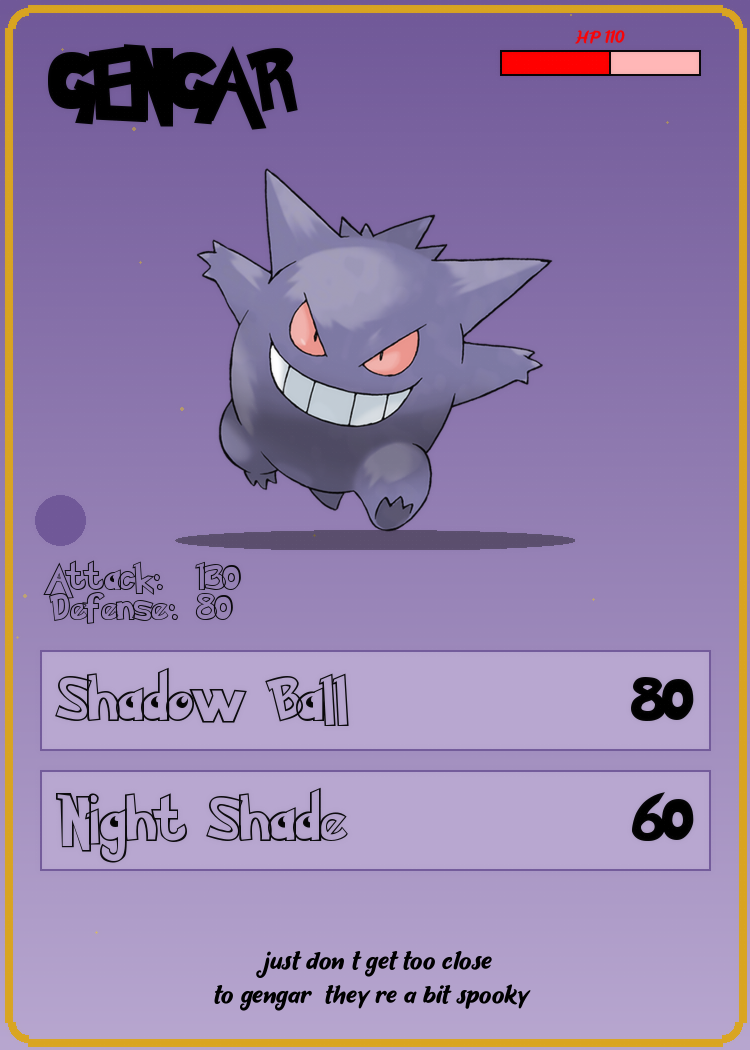 GENGAR
HP 110
Attack: 130
Defense: 80
Shadow Ball 80
Night Shade 60
just don t get too close
to gengar they re a bit spooky